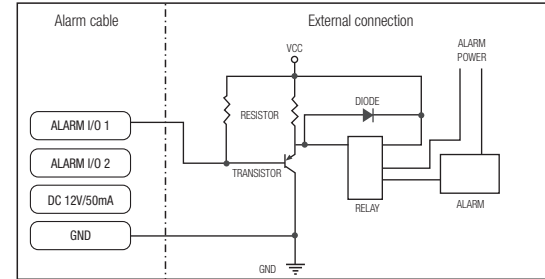 Alarm cable
External connection
VCC
ALARM
POWER
DIODE
RESISTOR
ALARM I/O 1
ALARM I/O 2
TRANSISTOR
DC 12V/50mA
RELAY
ALARM
GND
GND